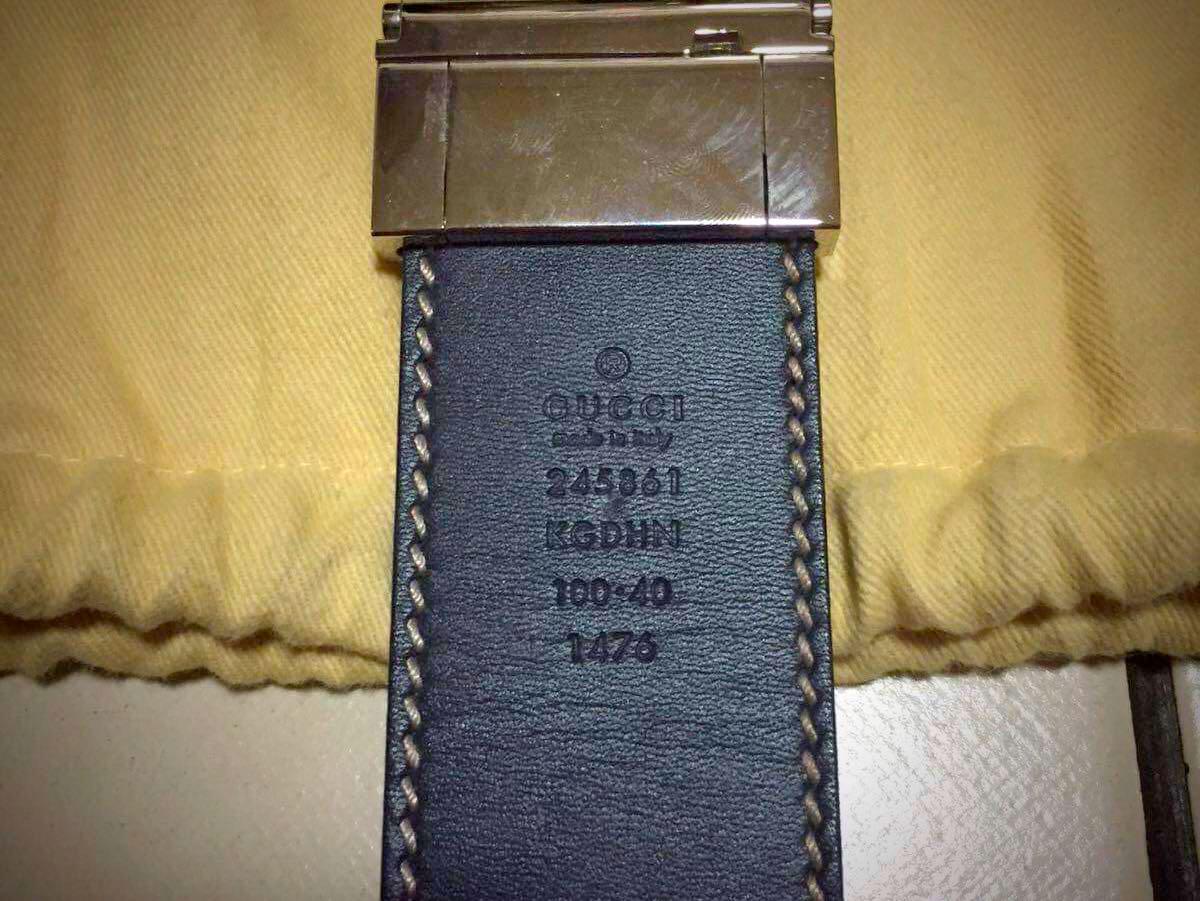 ®
GUCCI
made in Italy
245861
KGDHN
100•40
1476